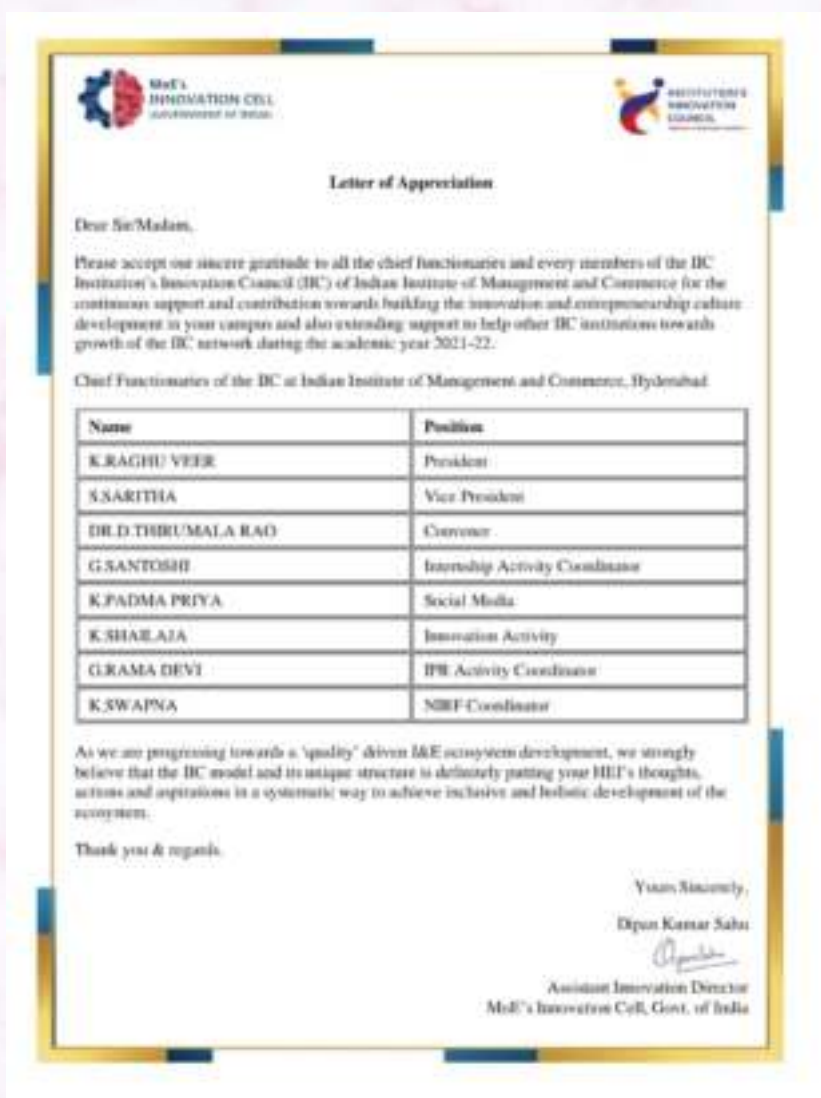 MoE's
INNOVATION CELL
GOVERNMENT OF INDIA
INSTITUTION'S
INNOVATION
COUNCIL
Letter of Appreciation
Dear Sir/Madam,
Please accept our sincere gratitude to all the chief functionaries and every members of the IIC
Institution's Innovation Council (IIC) of Indian Institute of Management and Commerce for the
continuous support and contribution towards building the innovation and entrepreneurship culture
development in your campus and also extending support to help other IIC institutions towards
growth of the IIC network during the academic year 2021-22.
Chief Functionaries of the IIC at Indian Institute of Management and Commerce, Hyderabad
Name Position
K.RAGHU VEER President
S.SARITHA Vice President
DR.D.THIRUMALA RAO Convener
G.SANTOSHI Internship Activity Coordinator
K.PADMA PRIYA Social Media
K.SHAILAJA Innovation Activity
G.RAMA DEVI IPR Activity Coordinator
K.SWAPNA NIRF Coordinator
As we are progressing towards a 'quality' driven I&E ecosystem development, we strongly
believe that the IIC model and its unique structure is definitely putting your HEI's thoughts,
actions and aspirations in a systematic way to achieve inclusive and holistic development of the
ecosystem.
Thank you & regards.
Yours Sincerely,
Dipan Kumar Sahu
Assistant Innovation Director
MoE's Innovation Cell, Govt. of India